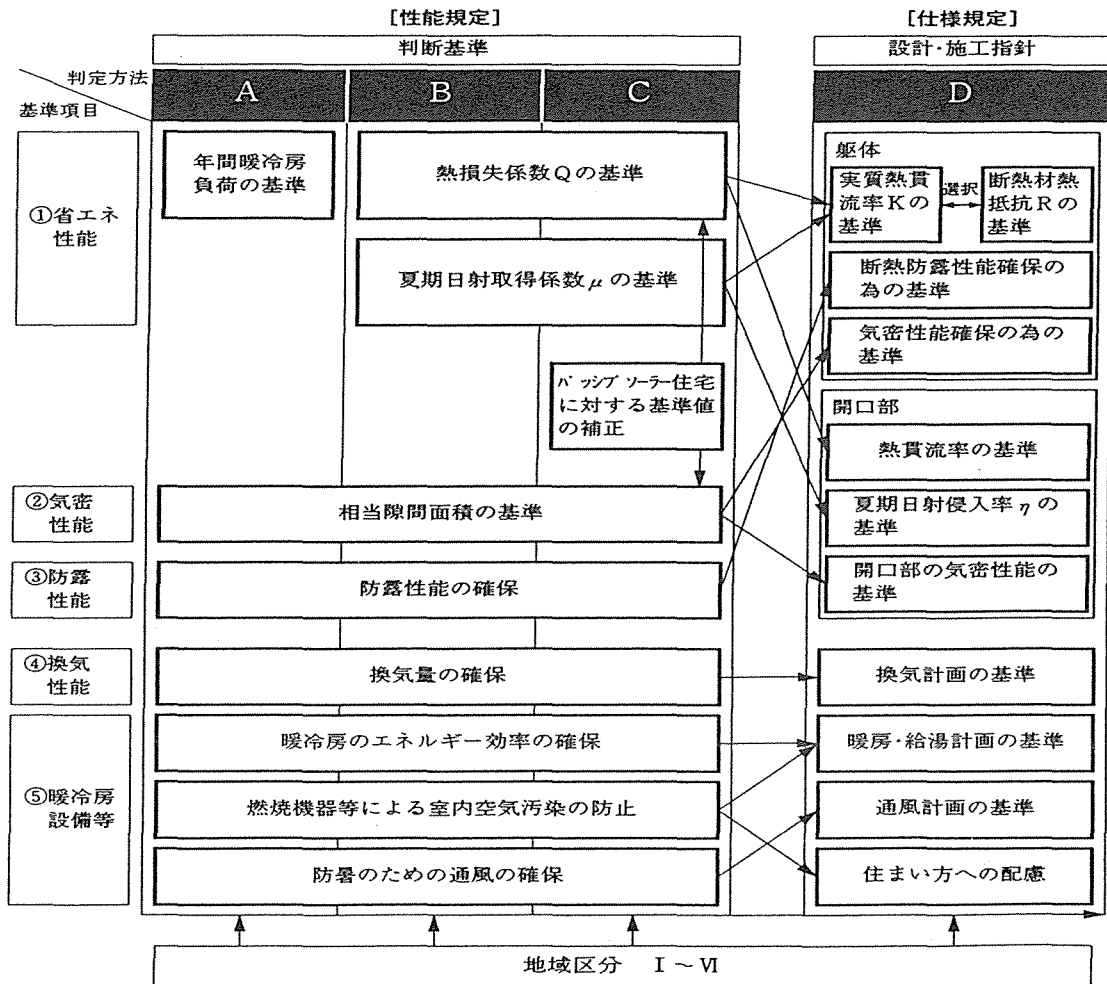 [性能規定]
[仕様規定]
判断基準
設計・施工指針
判定方法
基準項目
A
B
C
D
①省エネ
性能
年間暖冷房
負荷の基準
熱損失係数Qの基準
夏期日射取得係数μの基準
パッシブソーラー住宅
に対する基準値
の補正
躯体
実質熱貫
流率Kの
基準
選択
断熱材熱
抵抗Rの
基準
断熱防露性能確保の
為の基準
気密性能確保の為の
基準
開口部
熱貫流率の基準
夏期日射侵入率ηの
基準
開口部の気密性能の
基準
②気密
性能
相当隙間面積の基準
③防露
性能
防露性能の確保
④換気
性能
換気量の確保
換気計画の基準
⑤暖冷房
設備等
暖冷房のエネルギー効率の確保
暖房・給湯計画の基準
燃焼機器等による室内空気汚染の防止
通風計画の基準
防暑のための通風の確保
住まい方への配慮
地域区分 Ⅰ～Ⅵ